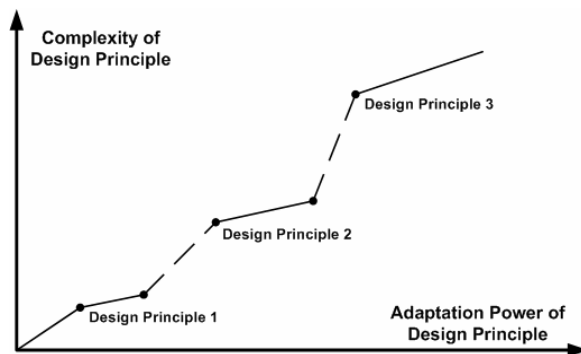 Complexity of
Design Principle
Design Principle 3
Design Principle 2
Design Principle 1
Adaptation Power of
Design Principle